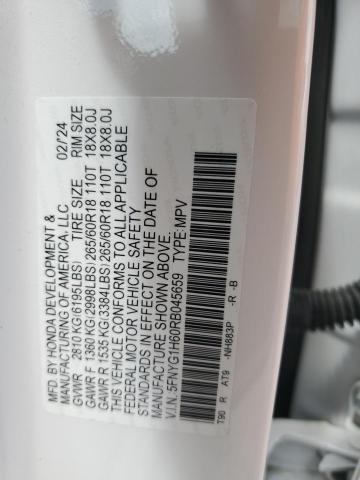 MFD. BY HONDA DEVELOPMENT & 02/'24
MANUFACTURING OF AMERICA, LLC
GVWR 2810 KG(6195LBS) TIRE SIZE RIM SIZE
GAWR F 1360 KG(2998LBS) 265/60R18 110T 18X8.0J
GAWR R 1535 KG(3384LBS) 265/60R18 110T 18X8.0J
THIS VEHICLE CONFORMS TO ALL APPLICABLE
FEDERAL MOTOR VEHICLE SAFETY
STANDARDS IN EFFECT ON THE DATE OF
MANUFACTURE SHOWN ABOVE.
V.I.N. 5FNYG1H60RB045659 TYPE:MPV
T90 R AT9 -NH883P -R -B